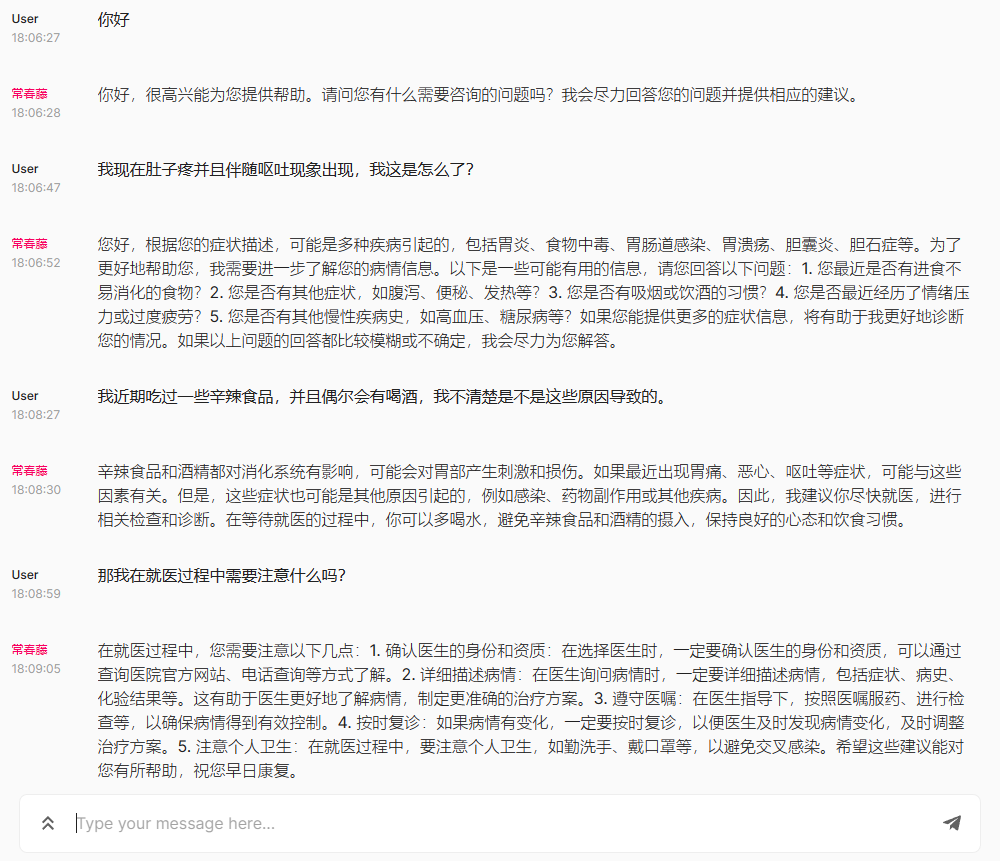 User
18:06:27
你好
常春藤
18:06:28
你好，很高兴能为您提供帮助。请问您有什么需要咨询的问题吗？我会尽力回答您的问题并提供相应的建议。
User
18:06:47
我现在肚子疼并且伴随呕吐现象出现，我这是怎么了？
常春藤
18:06:52
您好，根据您的症状描述，可能是多种疾病引起的，包括胃炎、食物中毒、胃肠道感染、胃溃疡、胆囊炎、胆石症等。为了
更好地帮助您，我需要进一步了解您的病情信息。以下是一些可能有用的信息，请您回答以下问题：1. 您最近是否有进食不
易消化的食物？2. 您是否有其他症状，如腹泻、便秘、发热等？3. 您是否有吸烟或饮酒的习惯？4. 您是否最近经历了情绪压
力或过度疲劳？5. 您是否有其他慢性疾病史，如高血压、糖尿病等？如果您能提供更多的症状信息，将有助于我更好地诊断
您的情况。如果以上问题的回答都比较模糊或不确定，我会尽力为您解答。
User
18:08:27
我近期吃过一些辛辣食品，并且偶尔会有喝酒，我不清楚是不是这些原因导致的。
常春藤
18:08:30
辛辣食品和酒精都对消化系统有影响，可能会对胃部产生刺激和损伤。如果最近出现胃痛、恶心、呕吐等症状，可能与这些
因素有关。但是，这些症状也可能是其他原因引起的，例如感染、药物副作用或其他疾病。因此，我建议你尽快就医，进行
相关检查和诊断。在等待就医的过程中，你可以多喝水，避免辛辣食品和酒精的摄入，保持良好的心态和饮食习惯。
User
18:08:59
那我在就医过程中需要注意什么吗？
常春藤
18:09:05
在就医过程中，您需要注意以下几点：1. 确认医生的身份和资质：在选择医生时，一定要确认医生的身份和资质，可以通过
查询医院官方网站、电话查询等方式了解。2. 详细描述病情：在医生询问病情时，一定要详细描述病情，包括症状、病史、
化验结果等。这有助于医生更好地了解病情，制定更准确的治疗方案。3. 遵守医嘱：在医生指导下，按照医嘱服药、进行检
查等，以确保病情得到有效控制。4. 按时复诊：如果病情有变化，一定要按时复诊，以便医生及时发现病情变化，及时调整
治疗方案。5. 注意个人卫生：在就医过程中，要注意个人卫生，如勤洗手、戴口罩等，以避免交叉感染。希望这些建议能对
您有所帮助，祝您早日康复。
Type your message here...